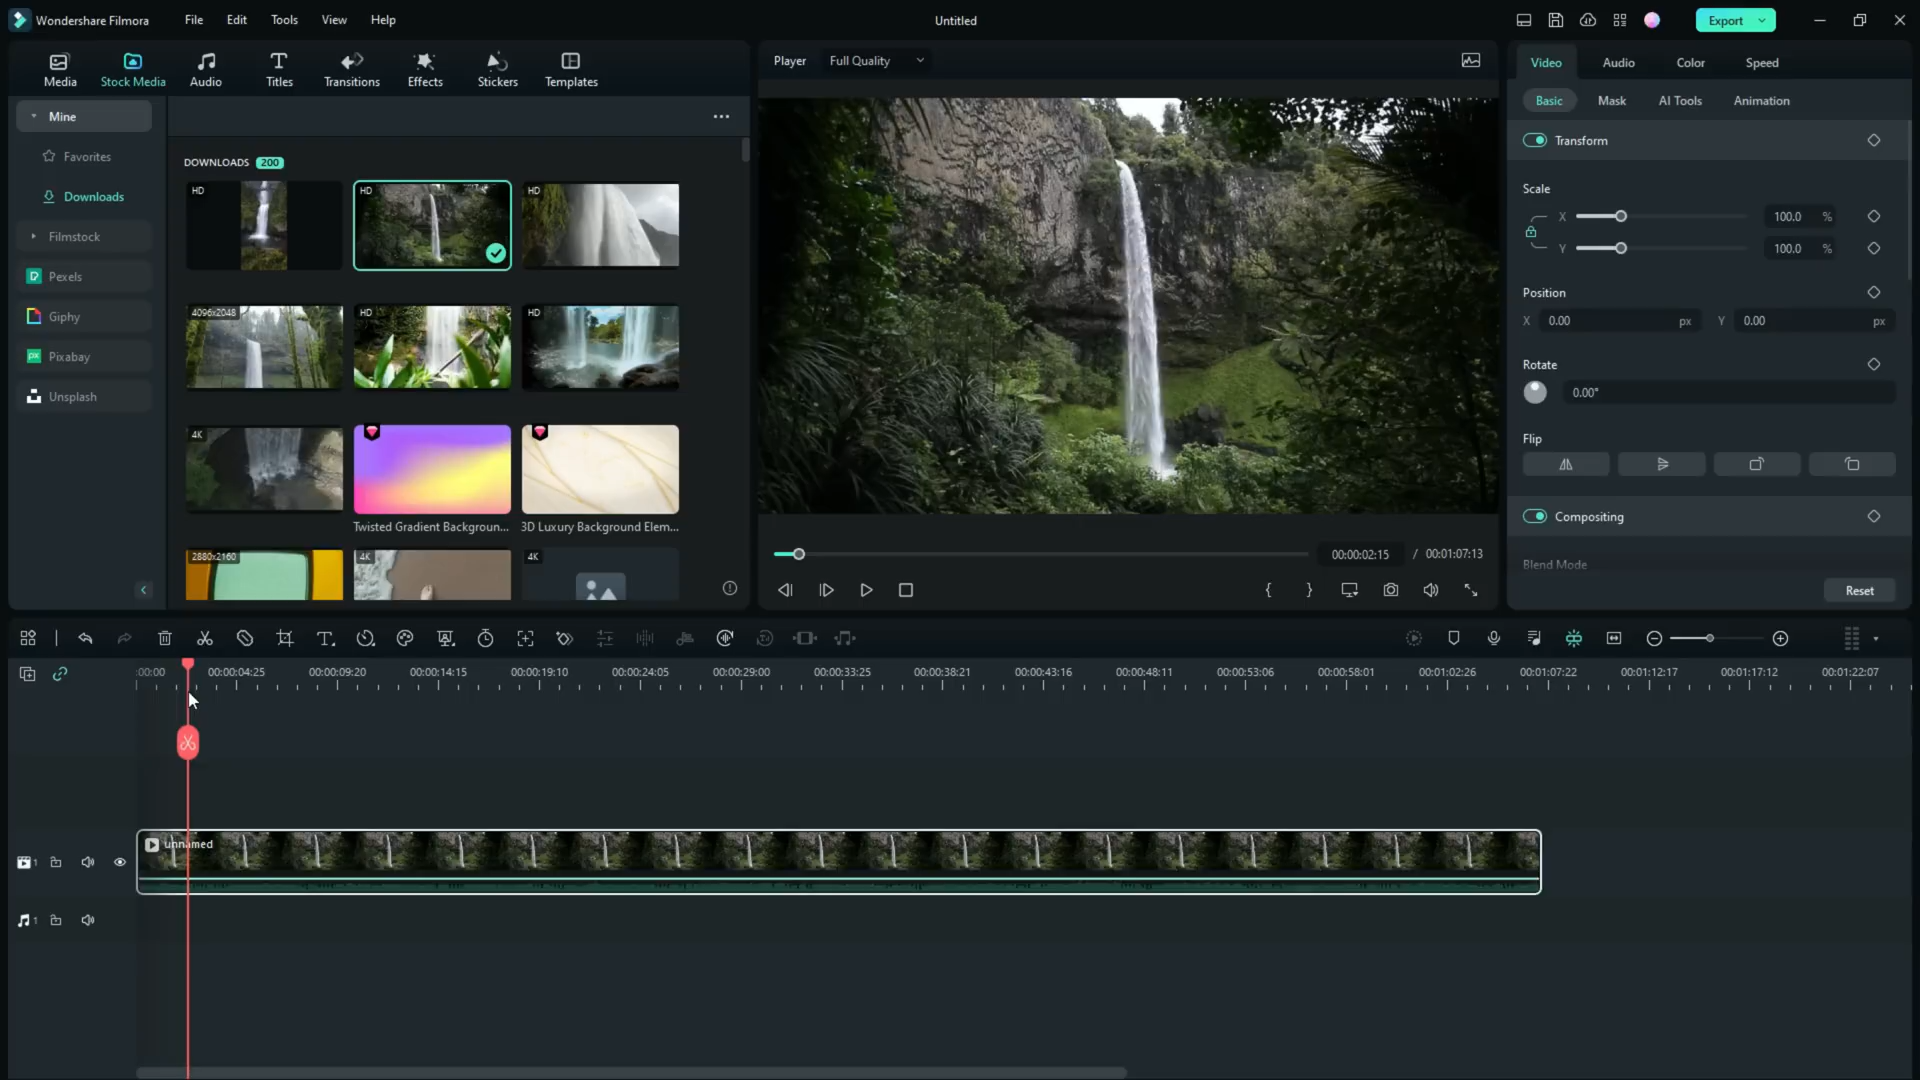 Wondershare Filmora File Edit Tools View Help Untitled Export
Media Stock Media Audio Titles Transitions Effects Stickers Templates
Player Full Quality
Video Audio Color Speed
Mine
Favorites
Downloads
Filmstock
Pexels
Giphy
px Pixabay
Unsplash
DOWNLOADS 200
HD HD HD
4096x2048 HD HD
4K
Twisted Gradient Backgroun... 3D Luxury Background Elem...
2880x2160 4K 4K
00:00:02:15 / 00:01:07:13
Basic Mask AI Tools Animation
Transform
Scale
X 100.0 %
Y 100.0 %
Position
X 0.00 px Y 0.00 px
Rotate
0.00°
Flip
Compositing
Blend Mode
Reset
:00:00 00:00:04:25 00:00:09:20 00:00:14:15 00:00:19:10 00:00:24:05 00:00:29:00 00:00:33:25 00:00:38:21 00:00:43:16 00:00:48:11 00:00:53:06 00:00:58:01 00:01:02:26 00:01:07:22 00:01:12:17 00:01:17:12 00:01:22:07
unnamed
1
1